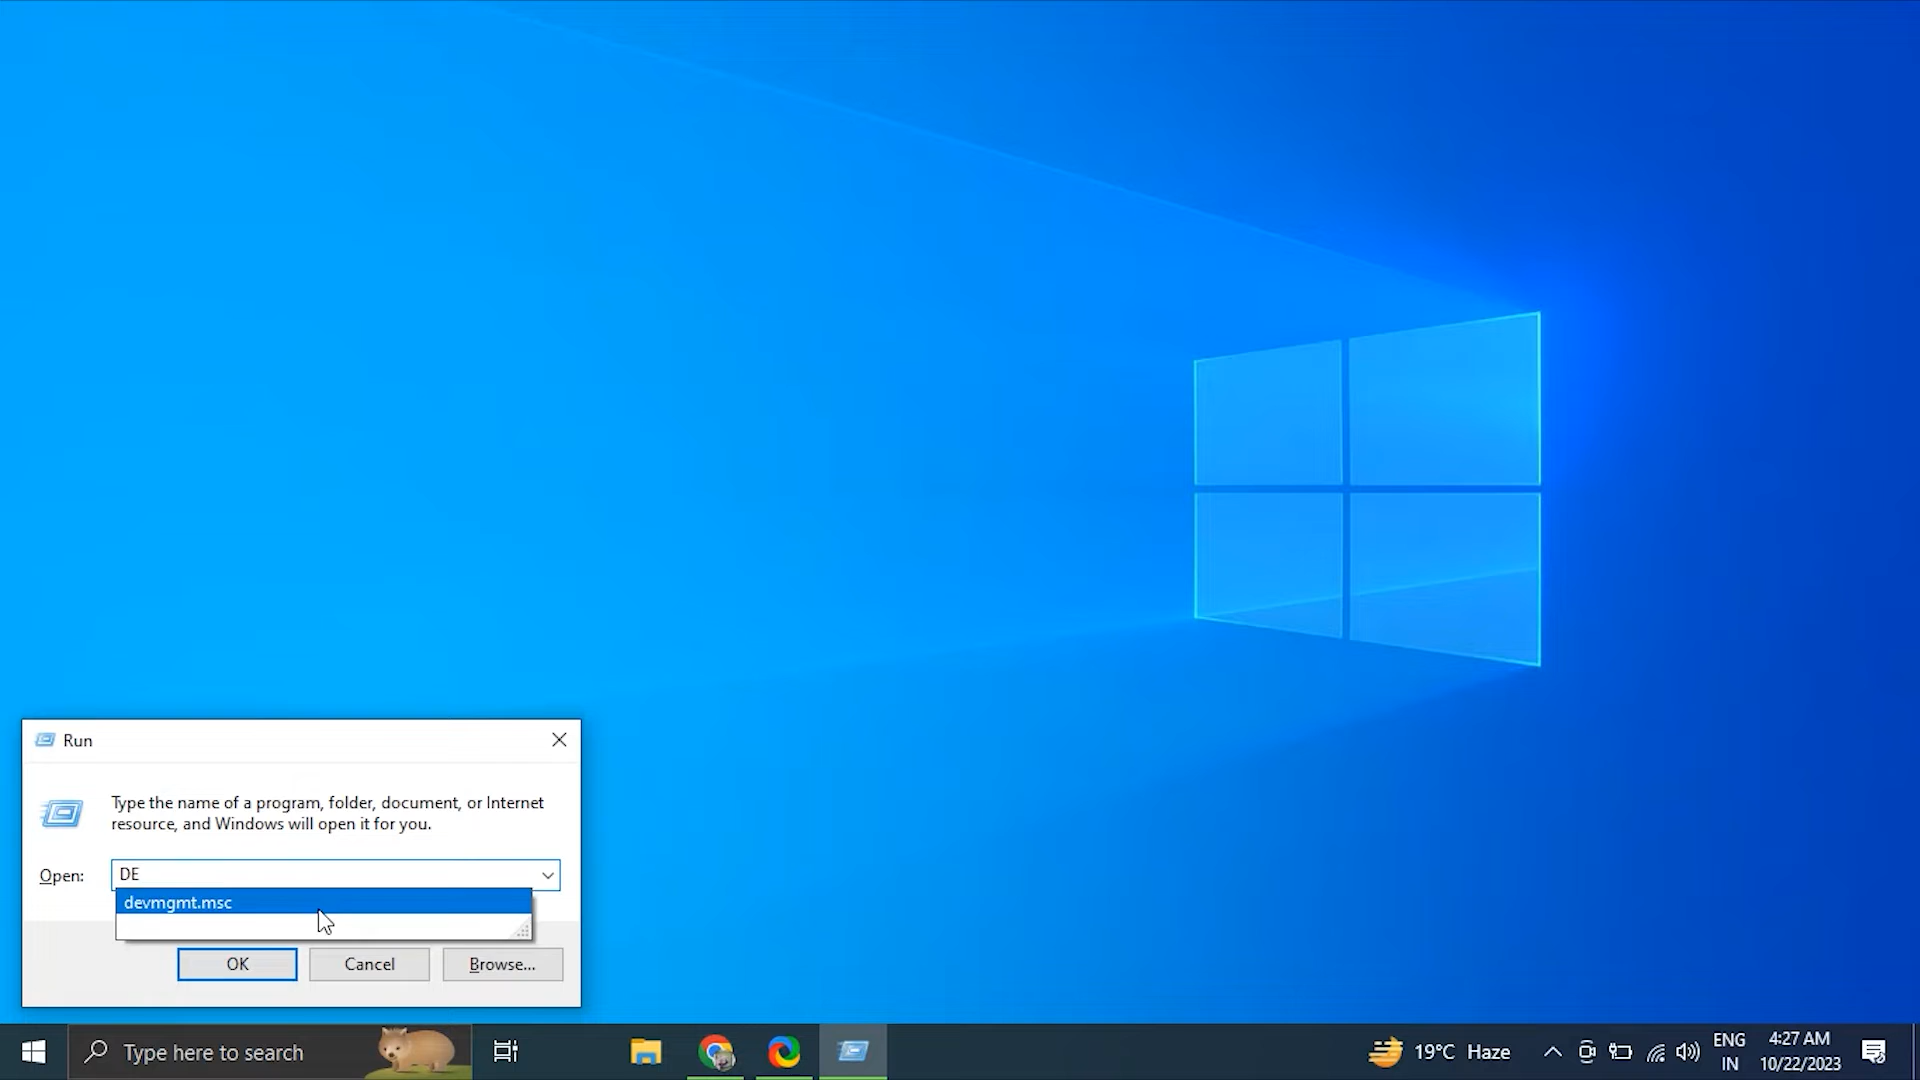 Run
Type the name of a program, folder, document, or Internet
resource, and Windows will open it for you.
Open:
DE
devmgmt.msc
OK
Cancel
Browse...
Type here to search
19°C Haze
ENG
IN
4:27 AM
10/22/2023